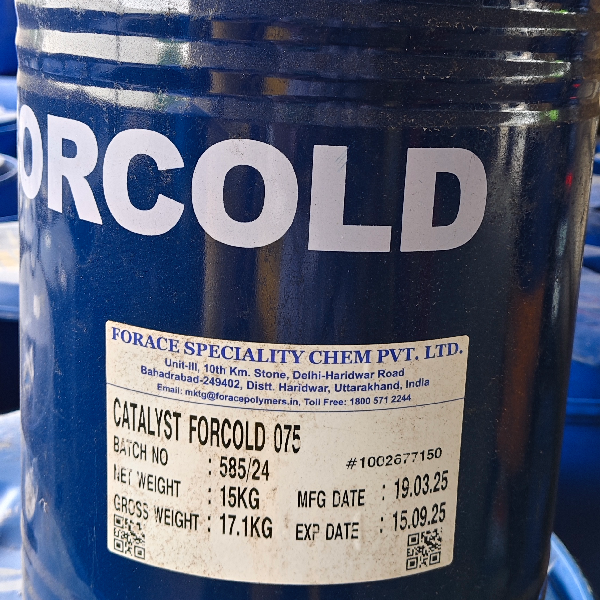 FORCOLD
FORACE SPECIALITY CHEM PVT. LTD.
Unit-III, 10th Km. Stone, Delhi-Haridwar Road
Bahadrabad-249402, Distt. Haridwar, Uttarakhand, India
Email: mktg@foracepolymers.in, Toll Free: 1800 571 2244
CATALYST FORCOLD 075
BATCH NO : 585/24 #1002677150
NET WEIGHT : 15KG MFG DATE : 19.03.25
GROSS WEIGHT : 17.1KG EXP DATE : 15.09.25